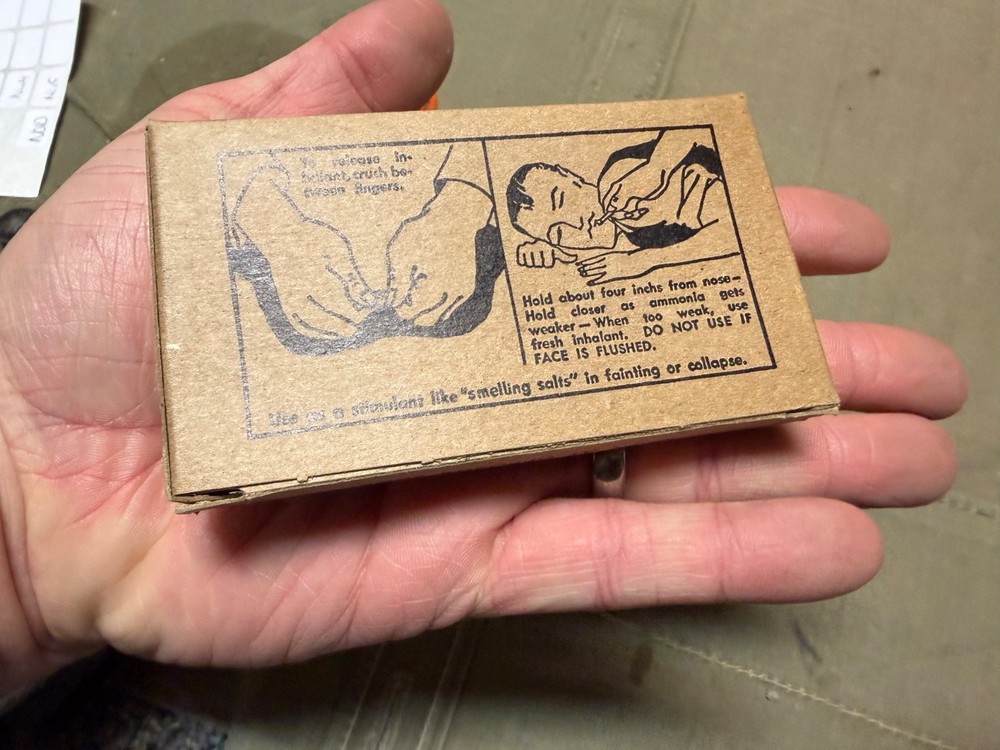 To release in-
halant, crush be-
tween fingers.
Hold about four inchs from nose—
Hold closer as ammonia gets
weaker—When too weak, use
fresh inhalant. DO NOT USE IF
FACE IS FLUSHED.
Use as a stimulant like "smelling salts" in fainting or collapse.